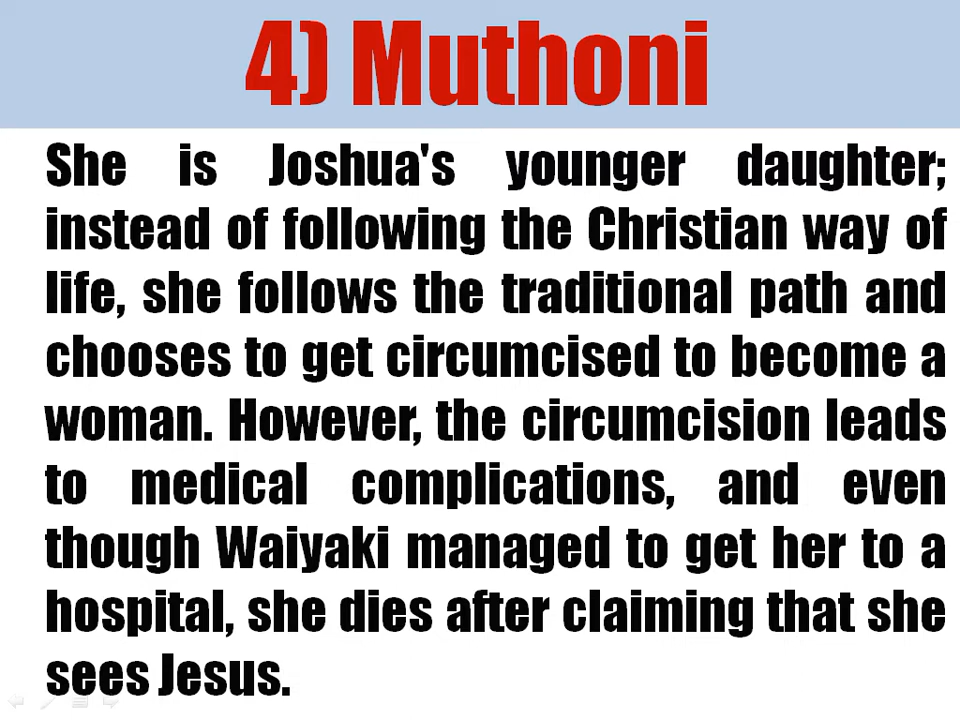 4) Muthoni
She is Joshua's younger daughter;
instead of following the Christian way of
life, she follows the traditional path and
chooses to get circumcised to become a
woman. However, the circumcision leads
to medical complications, and even
though Waiyaki managed to get her to a
hospital, she dies after claiming that she
sees Jesus.